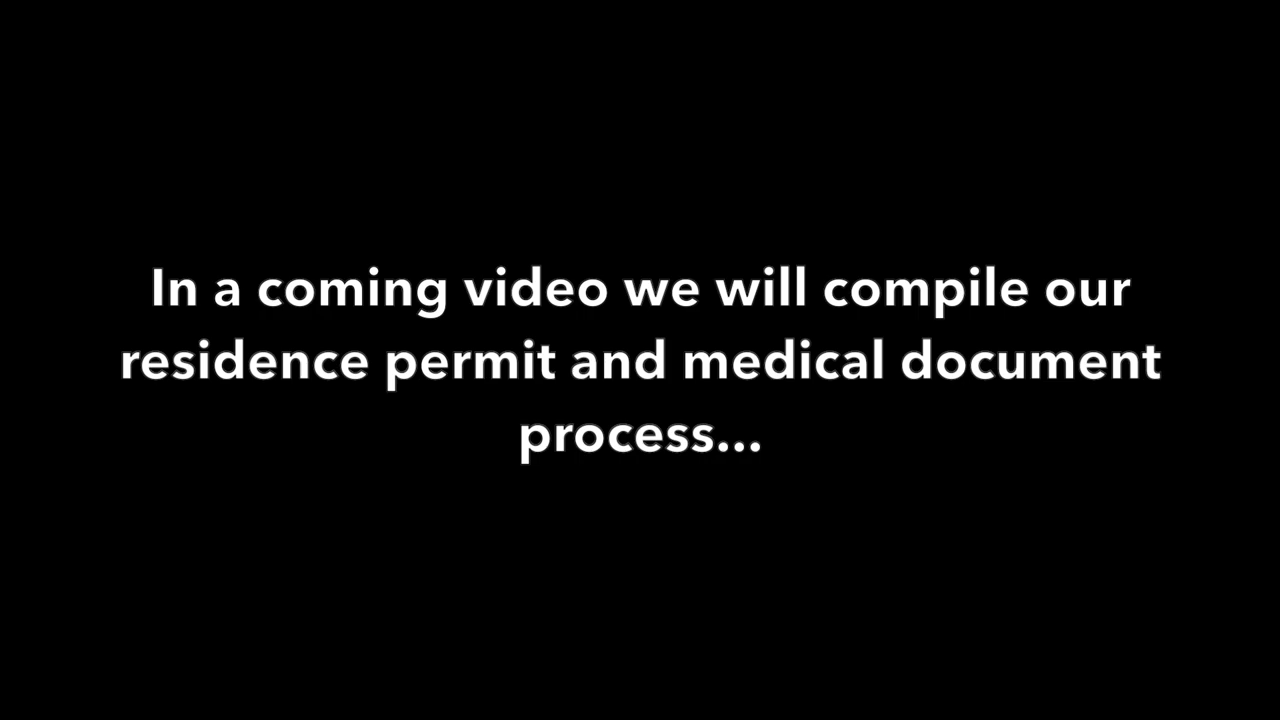 In a coming video we will compile our
residence permit and medical document
process...